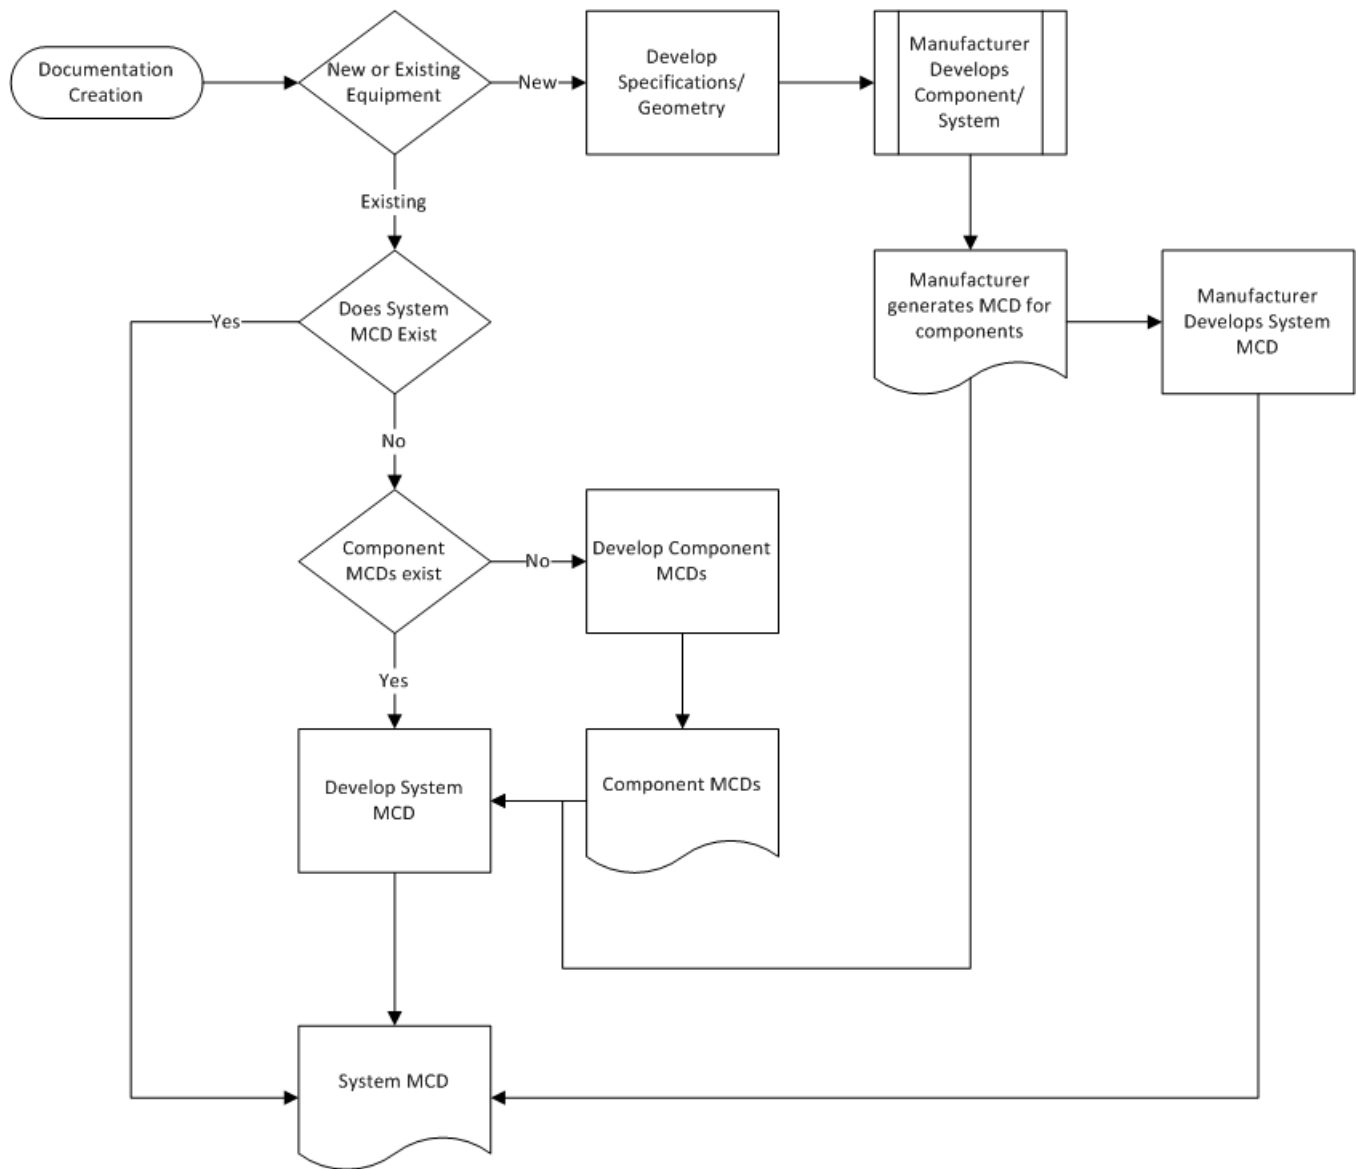 Documentation
Creation
New or Existing
Equipment
New
Develop
Specifications/
Geometry
Manufacturer
Develops
Component/
System
Existing
Does System
MCD Exist
Yes
Manufacturer
generates MCD for
components
Manufacturer
Develops System
MCD
No
Component
MCDs exist
No
Develop Component
MCDs
Yes
Develop System
MCD
Component MCDs
System MCD